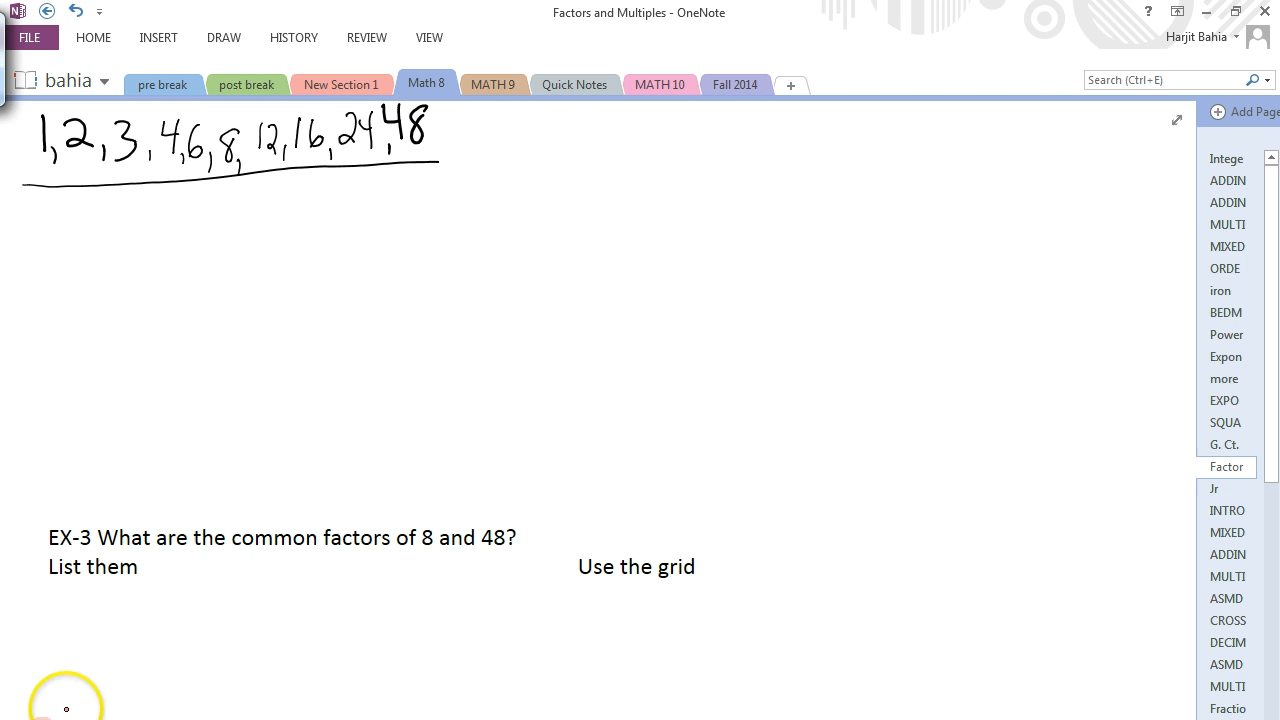 Factors and Multiples - OneNote
?
FILE HOME INSERT DRAW HISTORY REVIEW VIEW
Harjit Bahia
bahia pre break post break New Section 1 Math 8 MATH 9 Quick Notes MATH 10 Fall 2014
Search (Ctrl+E)
1, 2, 3, 4, 6, 8, 12, 16, 24, 48
EX-3 What are the common factors of 8 and 48?
List them
Use the grid
Add Page
Intege
ADDIN
ADDIN
MULTI
MIXED
ORDE
iron
BEDM
Power
Expon
more
EXPO
SQUA
G. Ct.
Factor
Jr
INTRO
MIXED
ADDIN
MULTI
ASMD
CROSS
DECIM
ASMD
MULTI
Fractio